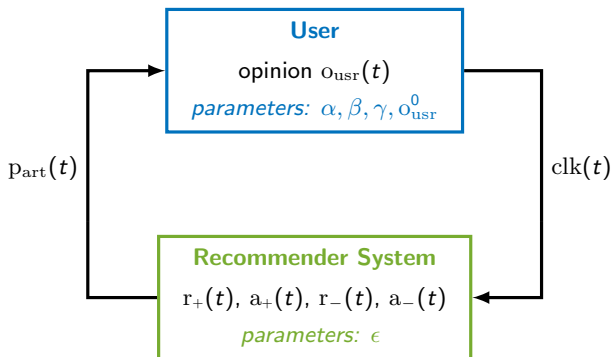 User
opinion o_usr(t)
parameters: α, β, γ, o⁰_usr
p_art(t)
clk(t)
Recommender System
r₊(t), a₊(t), r₋(t), a₋(t)
parameters: ϵ